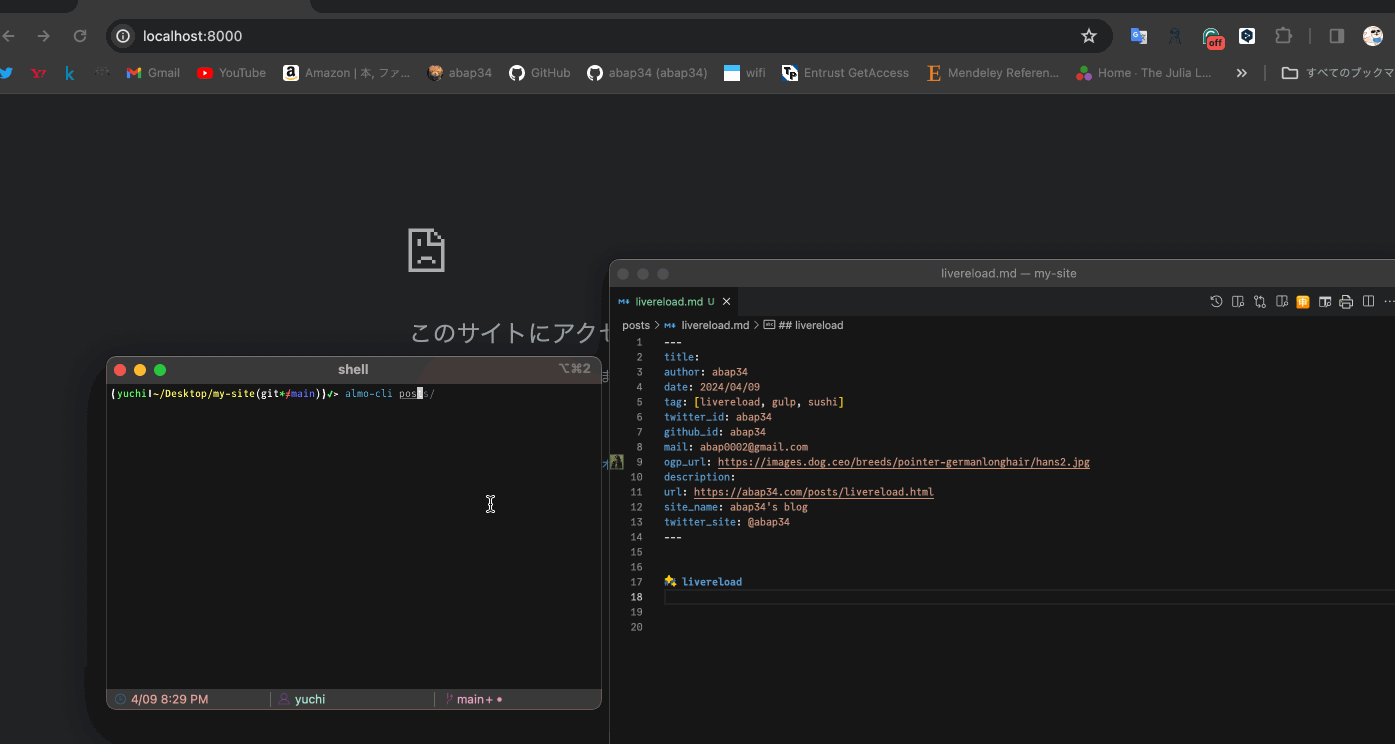 localhost:8000
off
Gmail YouTube Amazon | 本, ファ... abap34 GitHub abap34 (abap34) wifi Entrust GetAccess Mendeley Referen... Home · The Julia L... » すべてのブックマ
このサイトにアクセ
shell ⌥⌘2
(yuchi|~/Desktop/my-site(git*≠main))✔> almo-cli posts/
4/09 8:29 PM yuchi main+ •
livereload.md — my-site
livereload.md U
posts > livereload.md > ## livereload
1 ---
2 title:
3 author: abap34
4 date: 2024/04/09
5 tag: [livereload, gulp, sushi]
6 twitter_id: abap34
7 github_id: abap34
8 mail: abap0002@gmail.com
9 ogp_url: https://images.dog.ceo/breeds/pointer-germanlonghair/hans2.jpg
10 description:
11 url: https://abap34.com/posts/livereload.html
12 site_name: abap34's blog
13 twitter_site: @abap34
14 ---
15
16
17 ✨ livereload
18
19
20